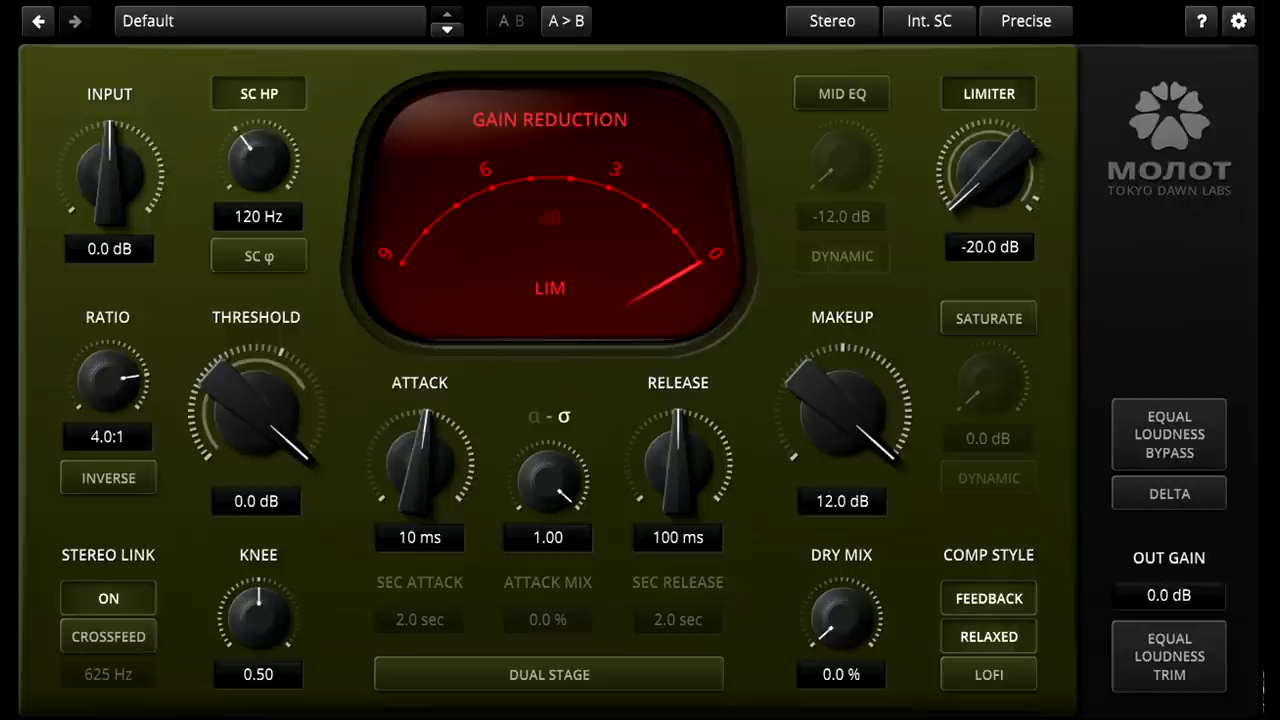 Default
A B
A > B
Stereo
Int. SC
Precise
?
INPUT
0.0 dB
SC HP
120 Hz
SC φ
GAIN REDUCTION
9
6
3
0
dB
LIM
MID EQ
-12.0 dB
DYNAMIC
LIMITER
-20.0 dB
МОЛОТ
TOKYO DAWN LABS
RATIO
4.0:1
INVERSE
THRESHOLD
0.0 dB
ATTACK
10 ms
α - σ
1.00
RELEASE
100 ms
MAKEUP
12.0 dB
SATURATE
0.0 dB
DYNAMIC
EQUAL
LOUDNESS
BYPASS
DELTA
STEREO LINK
ON
CROSSFEED
625 Hz
KNEE
0.50
SEC ATTACK
2.0 sec
ATTACK MIX
0.0 %
SEC RELEASE
2.0 sec
DUAL STAGE
DRY MIX
0.0 %
COMP STYLE
FEEDBACK
RELAXED
LOFI
OUT GAIN
0.0 dB
EQUAL
LOUDNESS
TRIM